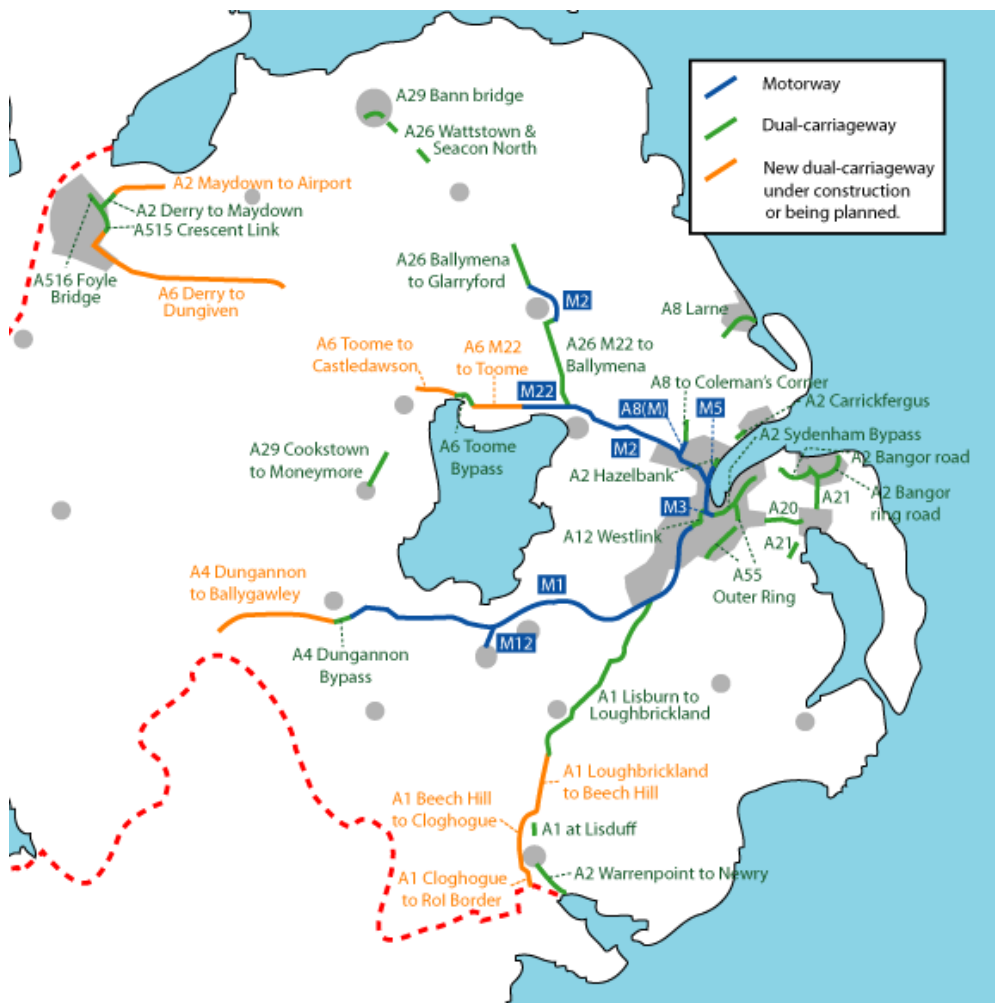 A29 Bann bridge
A26 Wattstown &
Seacon North
Motorway
Dual-carriageway
New dual-carriageway
under construction
or being planned.
A2 Maydown to Airport
A2 Derry to Maydown
A515 Crescent Link
A516 Foyle
Bridge
A6 Derry to
Dungiven
A26 Ballymena
to Glarryford
M2
A8 Larne
A6 Toome to
Castledawson
A6 M22
to Toome
A26 M22 to
Ballymena
M22
A8 to Coleman's Corner
A8(M)
M5
A2 Carrickfergus
M2
A2 Sydenham Bypass
A2 Bangor road
A29 Cookstown
to Moneymore
A6 Toome
Bypass
A2 Hazelbank
A21
A2 Bangor
ring road
M3
A20
A12 Westlink
A21
A55
Outer Ring
A4 Dungannon
to Ballygawley
M1
M12
A4 Dungannon
Bypass
A1 Lisburn to
Loughbrickland
A1 Loughbrickland
to Beech Hill
A1 Beech Hill
to Cloghogue
A1 at Lisduff
A1 Cloghogue
to RoI Border
A2 Warrenpoint to Newry